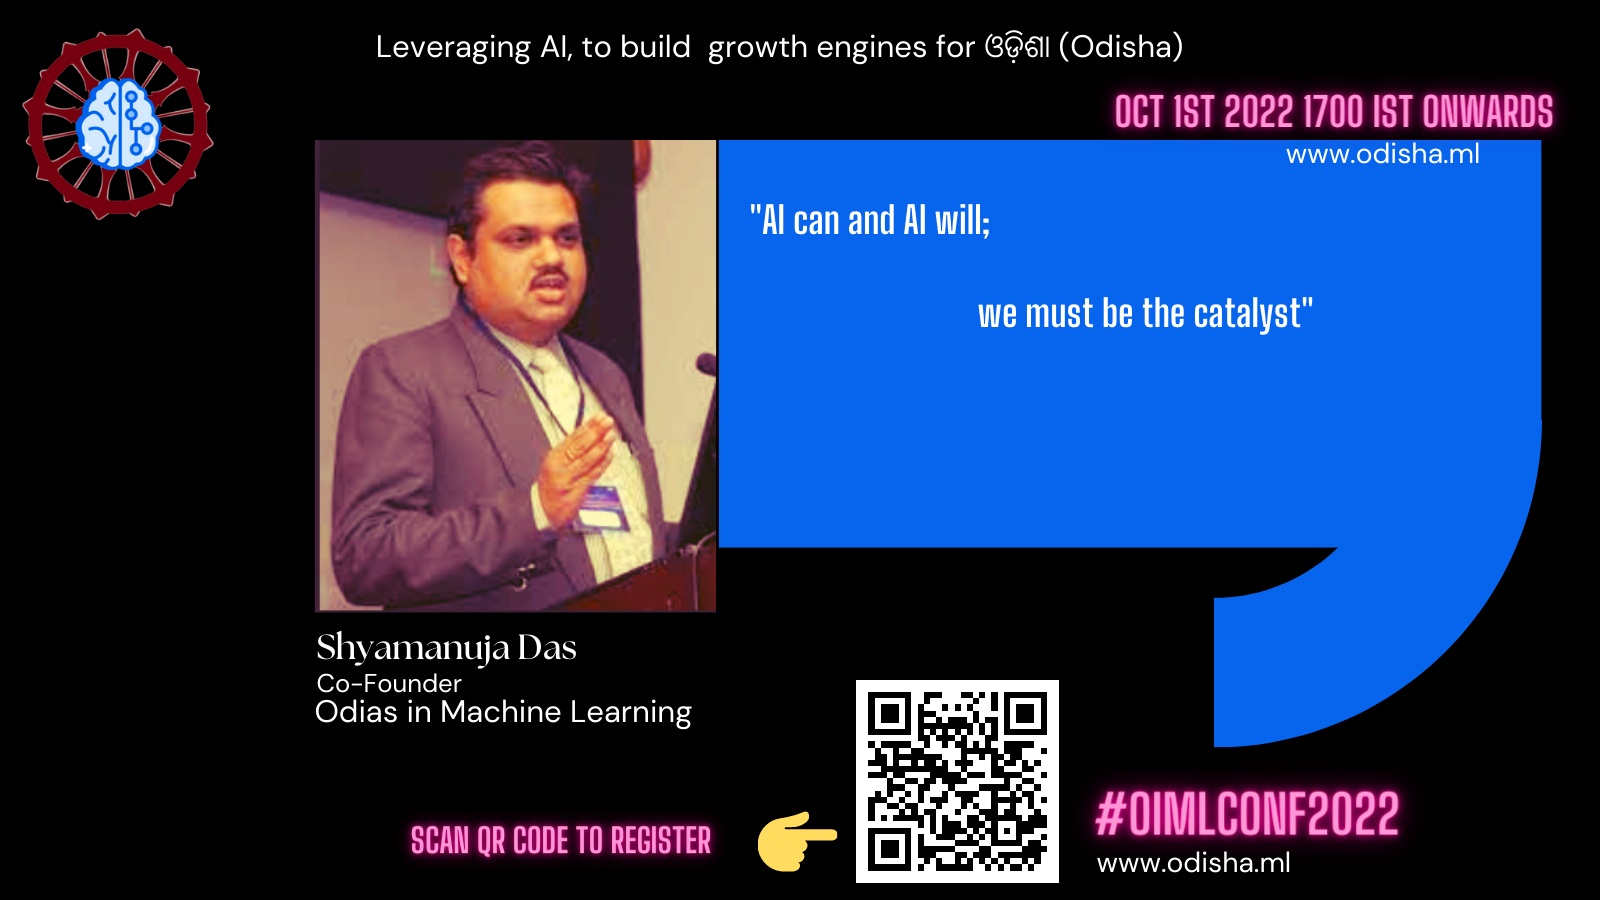 Leveraging AI, to build growth engines for ଓଡ଼ିଶା (Odisha)
OCT 1ST 2022 1700 IST ONWARDS
www.odisha.ml
"AI can and AI will;
we must be the catalyst"
Shyamanuja Das
Co-Founder
Odias in Machine Learning
SCAN QR CODE TO REGISTER
#OIMLCONF2022
www.odisha.ml